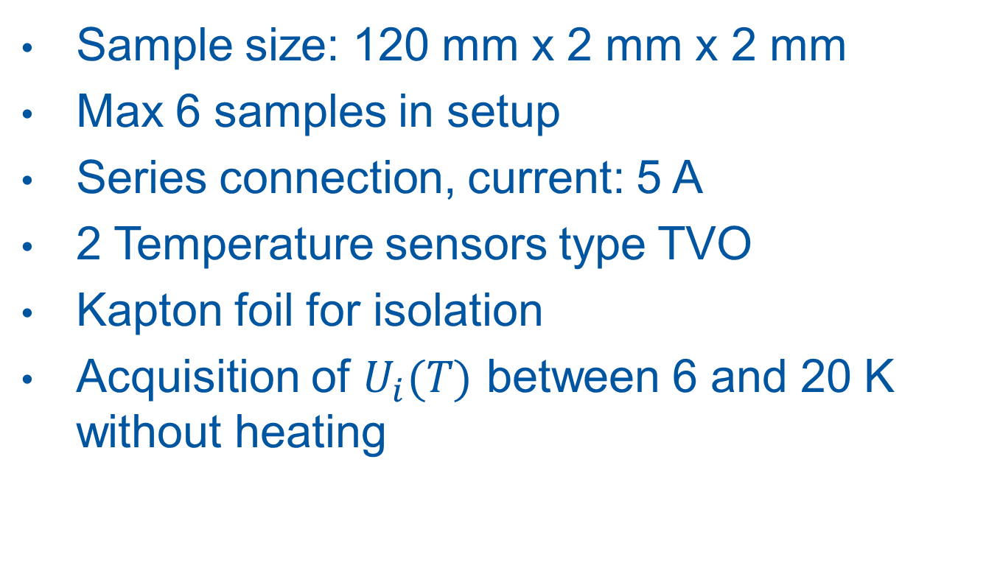 • Sample size: 120 mm x 2 mm x 2 mm
• Max 6 samples in setup
• Series connection, current: 5 A
• 2 Temperature sensors type TVO
• Kapton foil for isolation
• Acquisition of 𝑈ᵢ(𝑇) between 6 and 20 K
without heating